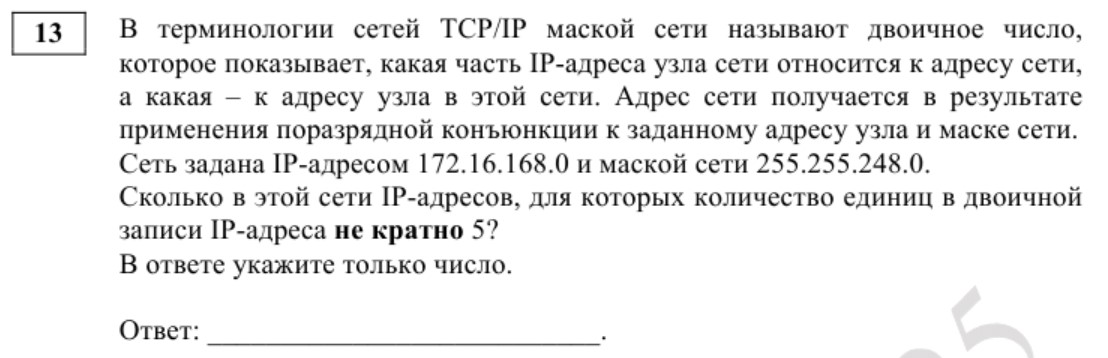 13
В терминологии сетей TCP/IP маской сети называют двоичное число,
которое показывает, какая часть IP-адреса узла сети относится к адресу сети,
а какая – к адресу узла в этой сети. Адрес сети получается в результате
применения поразрядной конъюнкции к заданному адресу узла и маске сети.
Сеть задана IP-адресом 172.16.168.0 и маской сети 255.255.248.0.
Сколько в этой сети IP-адресов, для которых количество единиц в двоичной
записи IP-адреса не кратно 5?
В ответе укажите только число.
Ответ: ___________________________.